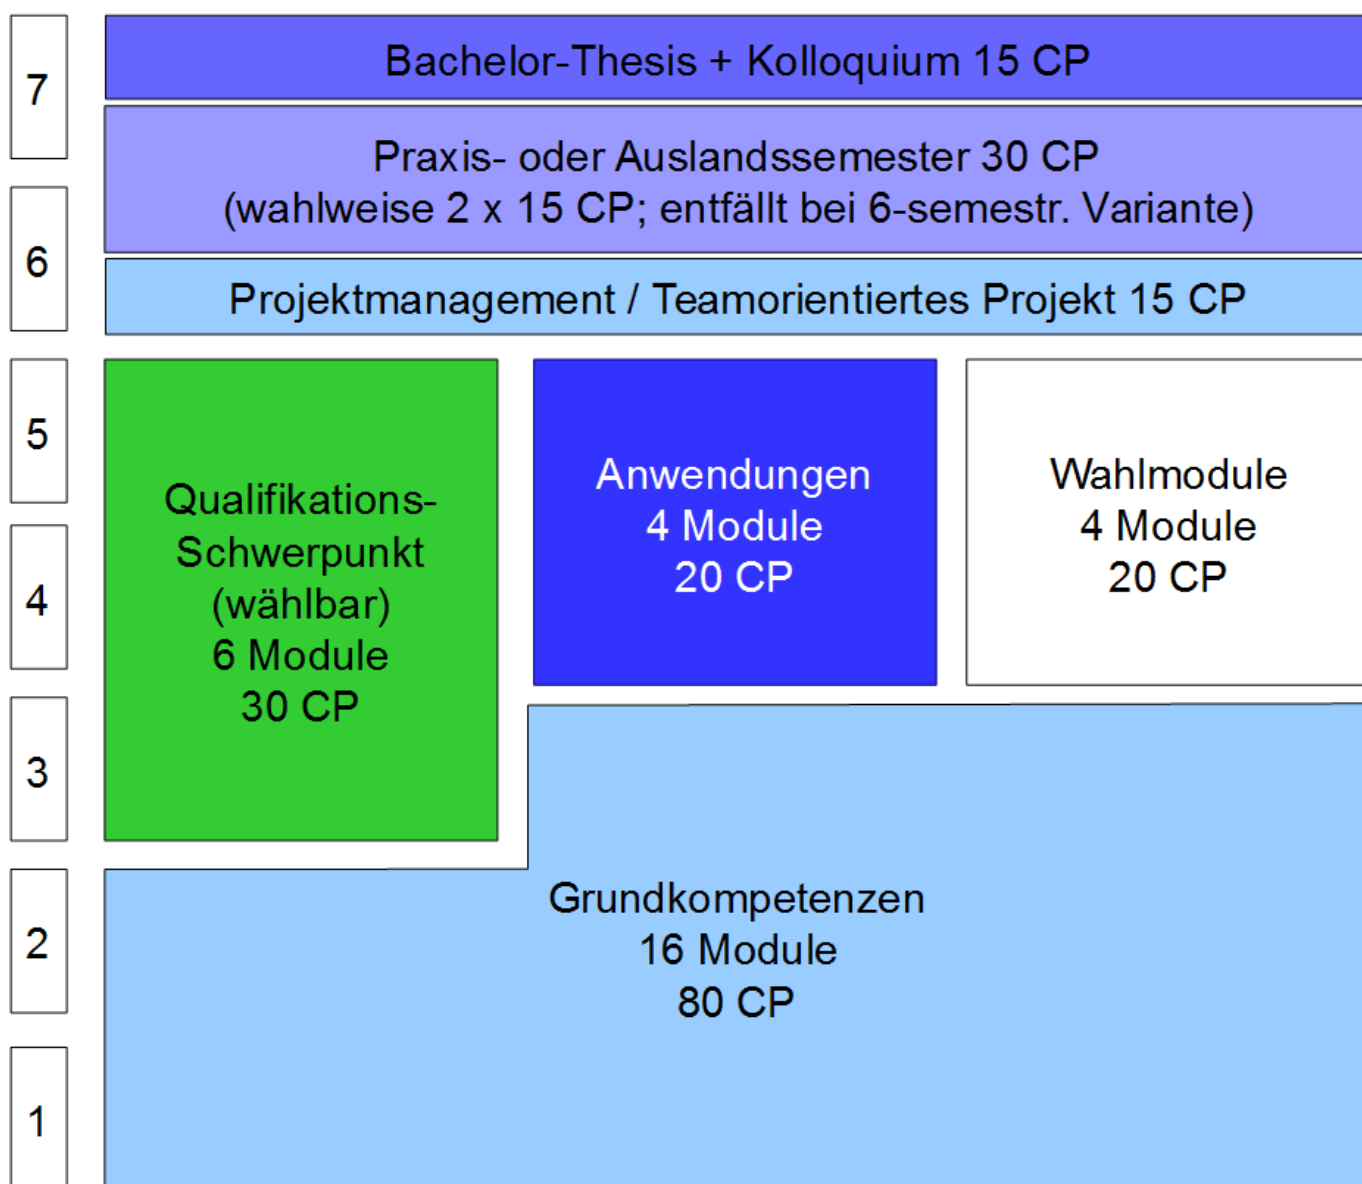 7
Bachelor-Thesis + Kolloquium 15 CP
Praxis- oder Auslandssemester 30 CP
(wahlweise 2 x 15 CP; entfällt bei 6-semestr. Variante)
6
Projektmanagement / Teamorientiertes Projekt 15 CP
5
4
3
Qualifikations-
Schwerpunkt
(wählbar)
6 Module
30 CP
Anwendungen
4 Module
20 CP
Wahlmodule
4 Module
20 CP
2
1
Grundkompetenzen
16 Module
80 CP